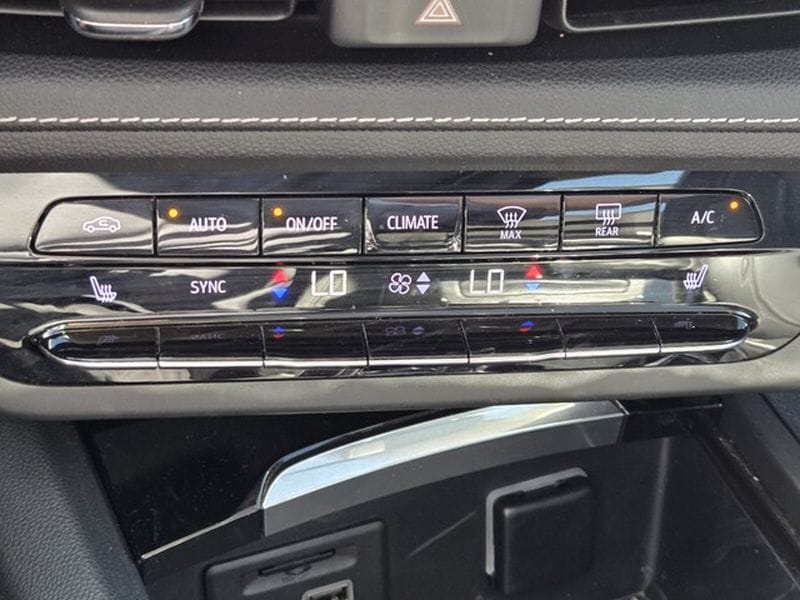 AUTO ON/OFF CLIMATE MAX REAR A/C
SYNC LO LO